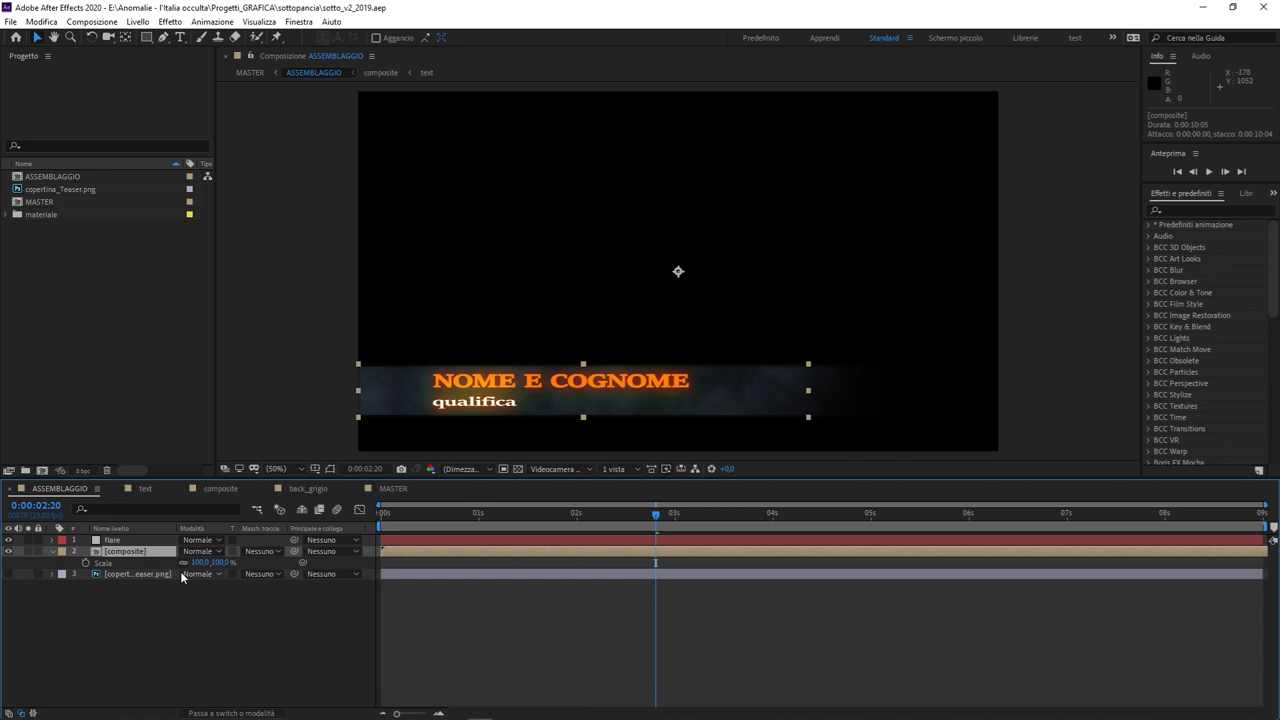 Adobe After Effects 2020 - E:\Anomalie - l'Italia occulta\Progetti_GRAFICA\sottopancia\sotto_v2_2019.aep
File Modifica Composizione Livello Effetto Animazione Visualizza Finestra Aiuto
Aggancio Predefinito Apprendi Standard Schermo piccolo Librerie test Cerca nella Guida
Progetto
Composizione ASSEMBLAGGIO
MASTER ASSEMBLAGGIO composite text
Info Audio
R: X: -178
G: Y: 1052
B:
A: 0
[composite]
Durata: 0:00:10:05
Attacco: 0:00:00:00, stacco: 0:00:10:04
Anteprima
Nome Tipo
ASSEMBLAGGIO
copertina_Teaser.png
MASTER
materiale
Effetti e predefiniti Libr
* Predefiniti animazione
Audio
BCC 3D Objects
BCC Art Looks
BCC Blur
BCC Browser
BCC Color & Tone
BCC Film Style
BCC Image Restoration
BCC Key & Blend
BCC Lights
BCC Match Move
BCC Obsolete
BCC Particles
BCC Perspective
BCC Stylize
BCC Textures
BCC Time
BCC Transitions
BCC VR
BCC Warp
Boris FX Mocha
NOME E COGNOME
qualifica
8 bpc
(50%) 0:00:02:20 (Dimezza... Videocamera ... 1 vista +0,0
ASSEMBLAGGIO text composite back_grigio MASTER
0:00:02:20
00070 (25.00 fps)
:00s 01s 02s 03s 04s 05s 06s 07s 08s 09s
# Nome livello Modalità T .Masch. traccia Principale e collega
1 flare Normale Nessuno
2 [composite] Normale Nessuno Nessuno
Scala 100,0,100,0 %
3 [copert...easer.png] Normale Nessuno Nessuno
Passa a switch o modalità